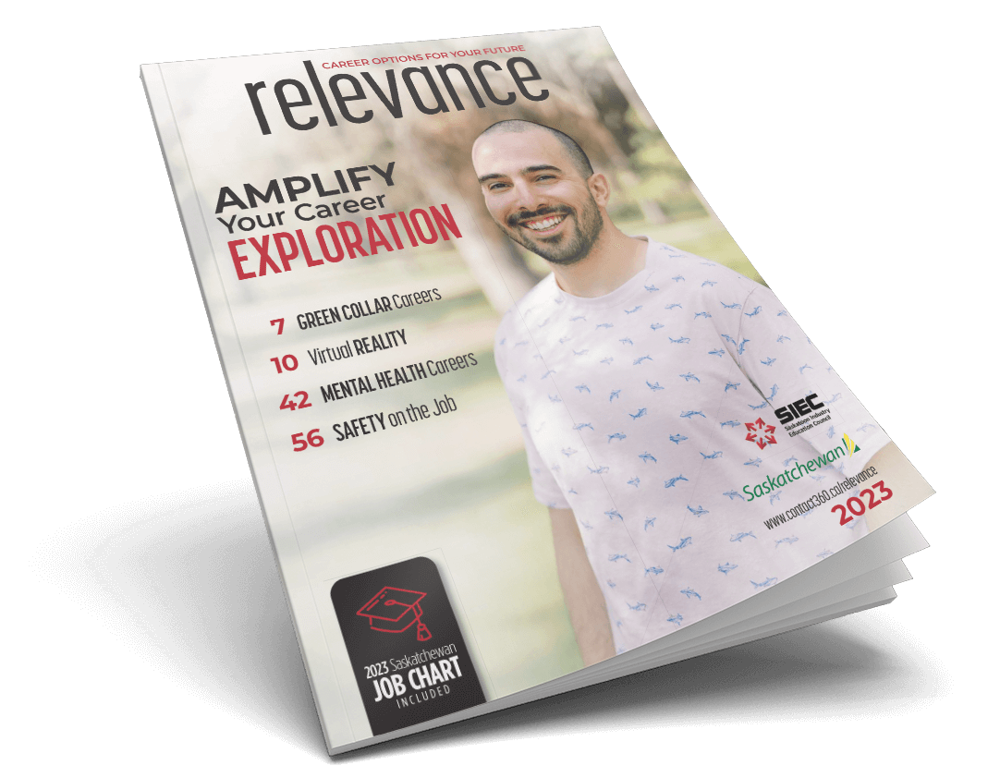 CAREER OPTIONS FOR YOUR FUTURE
relevance
AMPLIFY
Your Career
EXPLORATION
7 GREEN COLLAR Careers
10 Virtual REALITY
42 MENTAL HEALTH Careers
56 SAFETY on the Job
SIEC
Saskatoon Industry
Education Council
Saskatchewan
www.contact360.ca/relevance
2023
2023 Saskatchewan
JOB CHART
INCLUDED